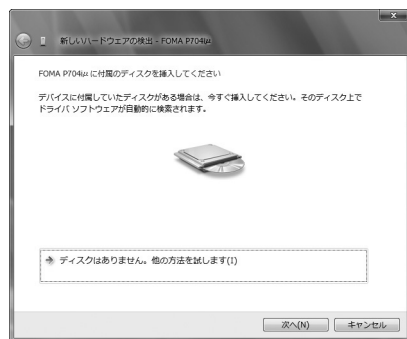 新しいハードウェアの検出 - FOMA P704iμ
FOMA P704iμ に付属のディスクを挿入してください
デバイスに付属していたディスクがある場合は、今すぐ挿入してください。そのディスク上で
ドライバ ソフトウェアが自動的に検索されます。
ディスクはありません。他の方法を試します(I)
次へ(N)
キャンセル